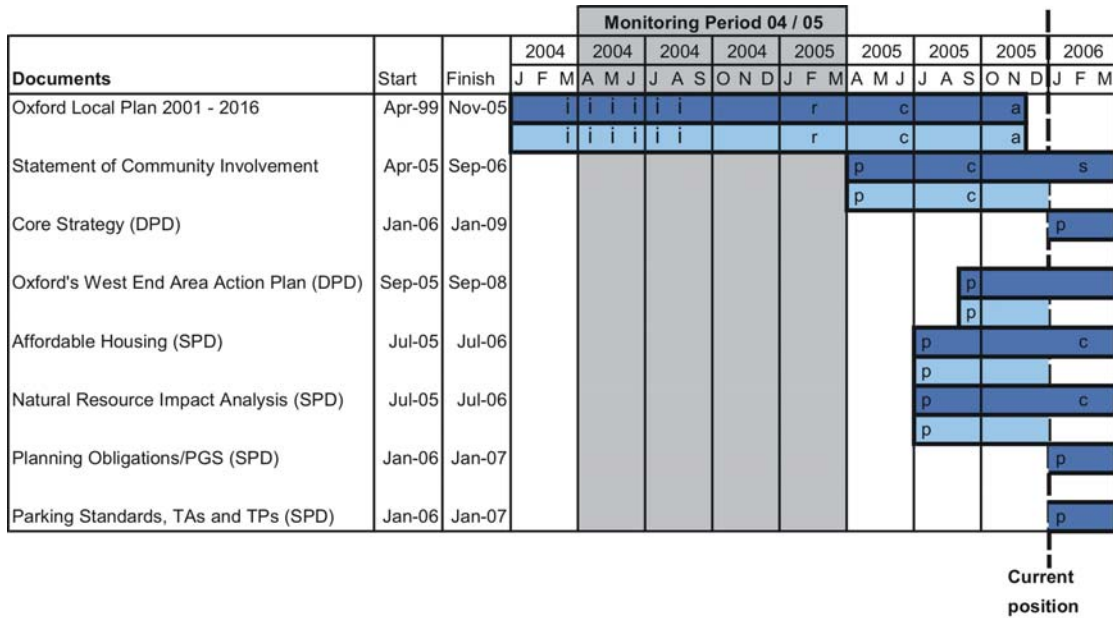 Monitoring Period 04 / 05
2004 2004 2004 2004 2005 2005 2005 2005 2006
Documents Start Finish J F M A M J J A S O N D J F M A M J J A S O N D J F M
Oxford Local Plan 2001 - 2016 Apr-99 Nov-05 i i i i i i r c a
i i i i i i r c a
Statement of Community Involvement Apr-05 Sep-06 p c s
p c
Core Strategy (DPD) Jan-06 Jan-09 p
Oxford's West End Area Action Plan (DPD) Sep-05 Sep-08 p
p
Affordable Housing (SPD) Jul-05 Jul-06 p c
p
Natural Resource Impact Analysis (SPD) Jul-05 Jul-06 p c
p
Planning Obligations/PGS (SPD) Jan-06 Jan-07 p
Parking Standards, TAs and TPs (SPD) Jan-06 Jan-07 p
Current
position